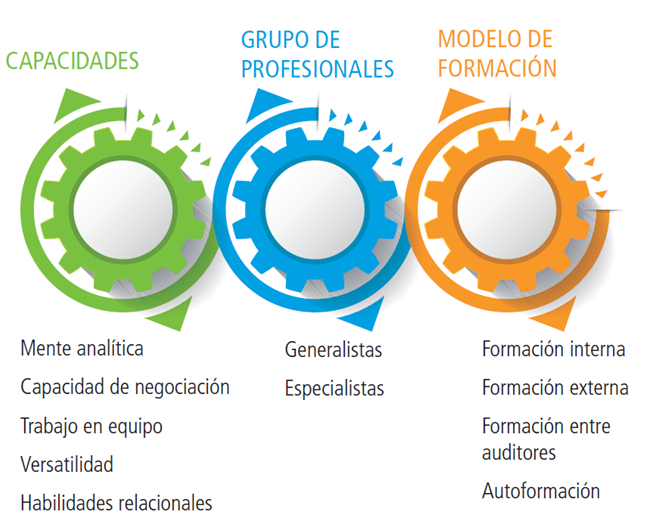 CAPACIDADES
Mente analítica
Capacidad de negociación
Trabajo en equipo
Versatilidad
Habilidades relacionales
GRUPO DE
PROFESIONALES
Generalistas
Especialistas
MODELO DE
FORMACIÓN
Formación interna
Formación externa
Formación entre
auditores
Autoformación